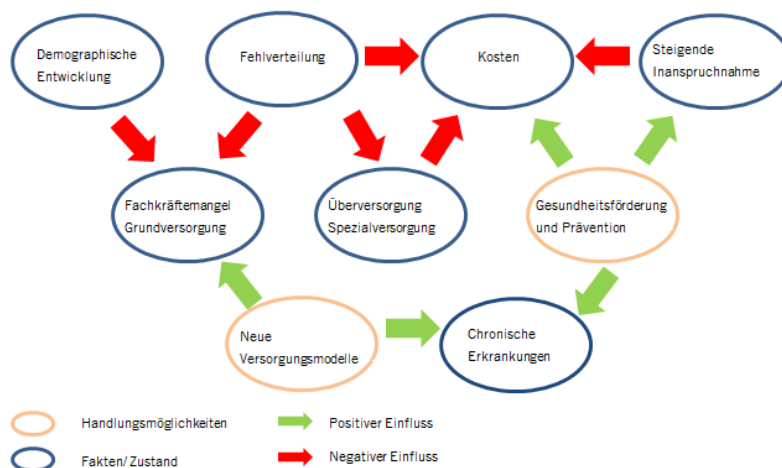 Demographische
Entwicklung
Fehlverteilung
Kosten
Steigende
Inanspruchnahme
Fachkräftemangel
Grundversorgung
Überversorgung
Spezialversorgung
Gesundheitsförderung
und Prävention
Neue
Versorgungsmodelle
Chronische
Erkrankungen
Handlungsmöglichkeiten
Positiver Einfluss
Fakten/ Zustand
Negativer Einfluss